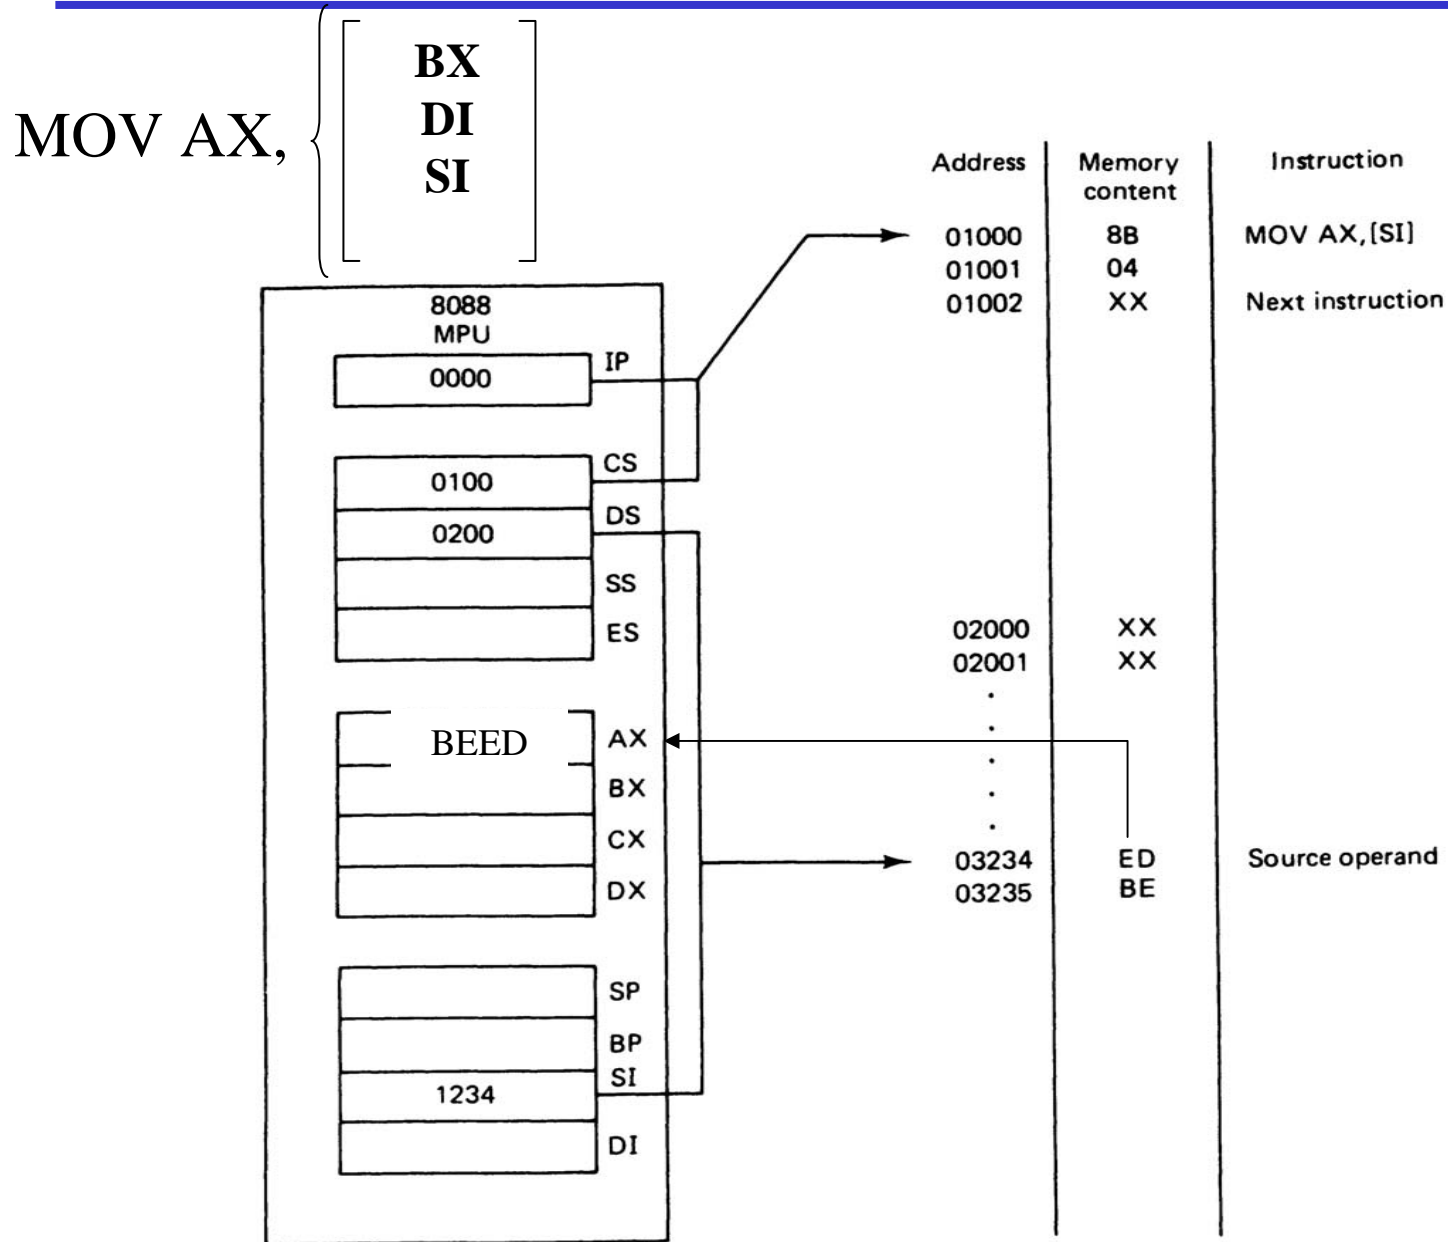 MOV AX,
BX
DI
SI
Address Memory content Instruction
01000 8B MOV AX,[SI]
01001 04
01002 XX Next instruction
02000 XX
02001 XX
.
.
.
.
.
03234 ED Source operand
03235 BE
8088
MPU
0000 IP
0100 CS
0200 DS
SS
ES
BEED AX
BX
CX
DX
SP
BP
1234 SI
DI